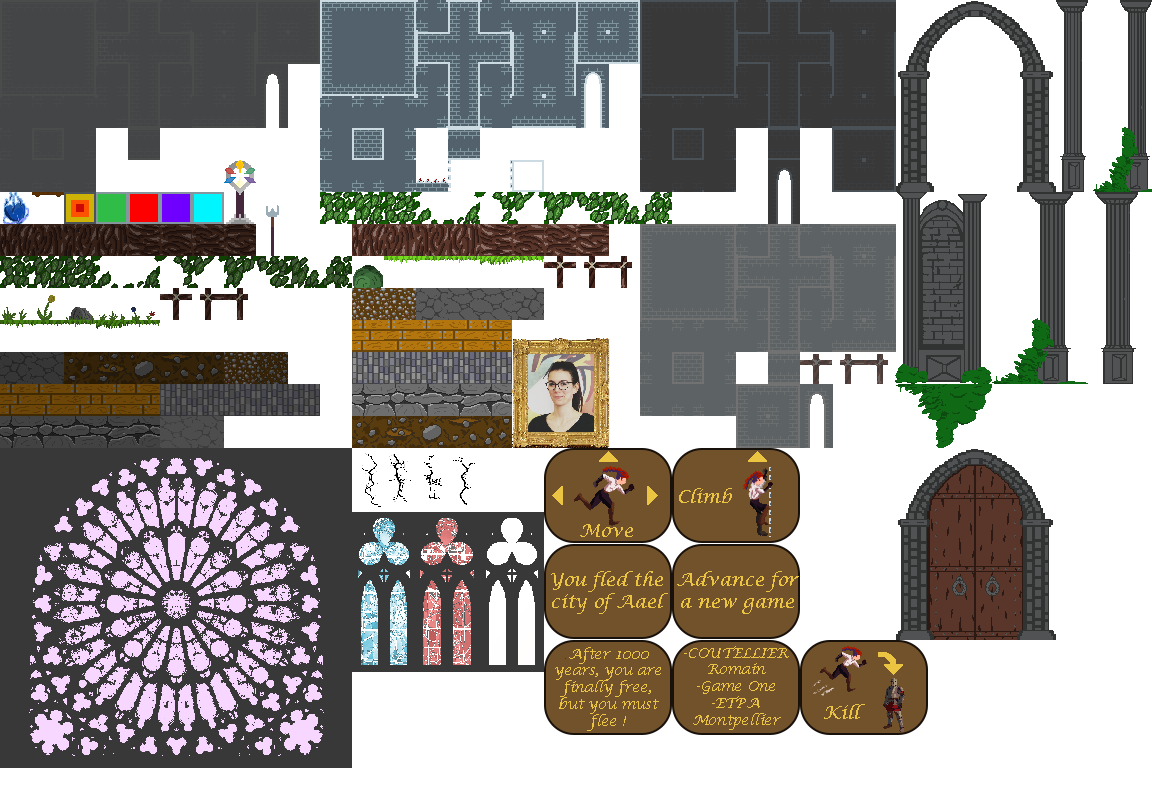 Move
Climb
You fled the
city of Aael
Advance for
a new game
After 1000
years, you are
finally free,
but you must
flee !
-COUTELLIER
Romain
-Game One
-ETPA
Montpellier
Kill